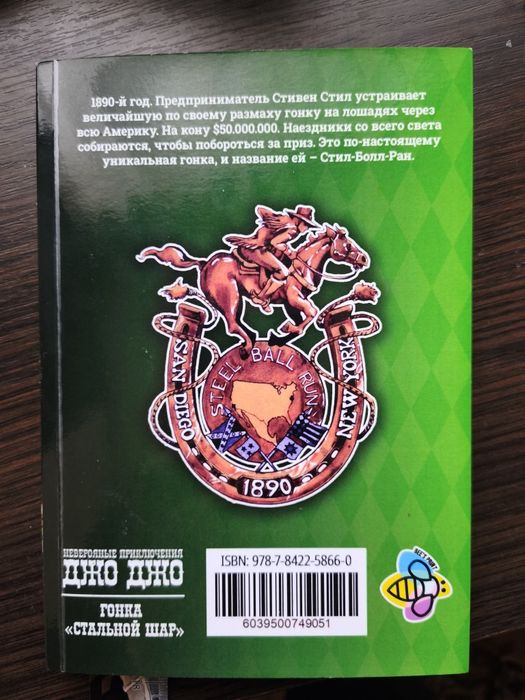 1890-й год. Предприниматель Стивен Стил устраивает
величайшую по своему размаху гонку на лошадях через
всю Америку. На кону $50.000.000. Наездники со всего света
собираются, чтобы побороться за приз. Это по-настоящему
уникальная гонка, и название ей – Стил-Болл-Ран.
SAN DIEGO
STEEL BALL RUN
NEW YORK
1890
НЕВЕРОЯНЫЕ ПРИКЛЮЧЕНИЯ
ДЖО ДЖО
ГОНКА
«СТАЛЬНОЙ ШАР»
ISBN: 978-7-8422-5866-0
6039500749051
BEE'S PRINT